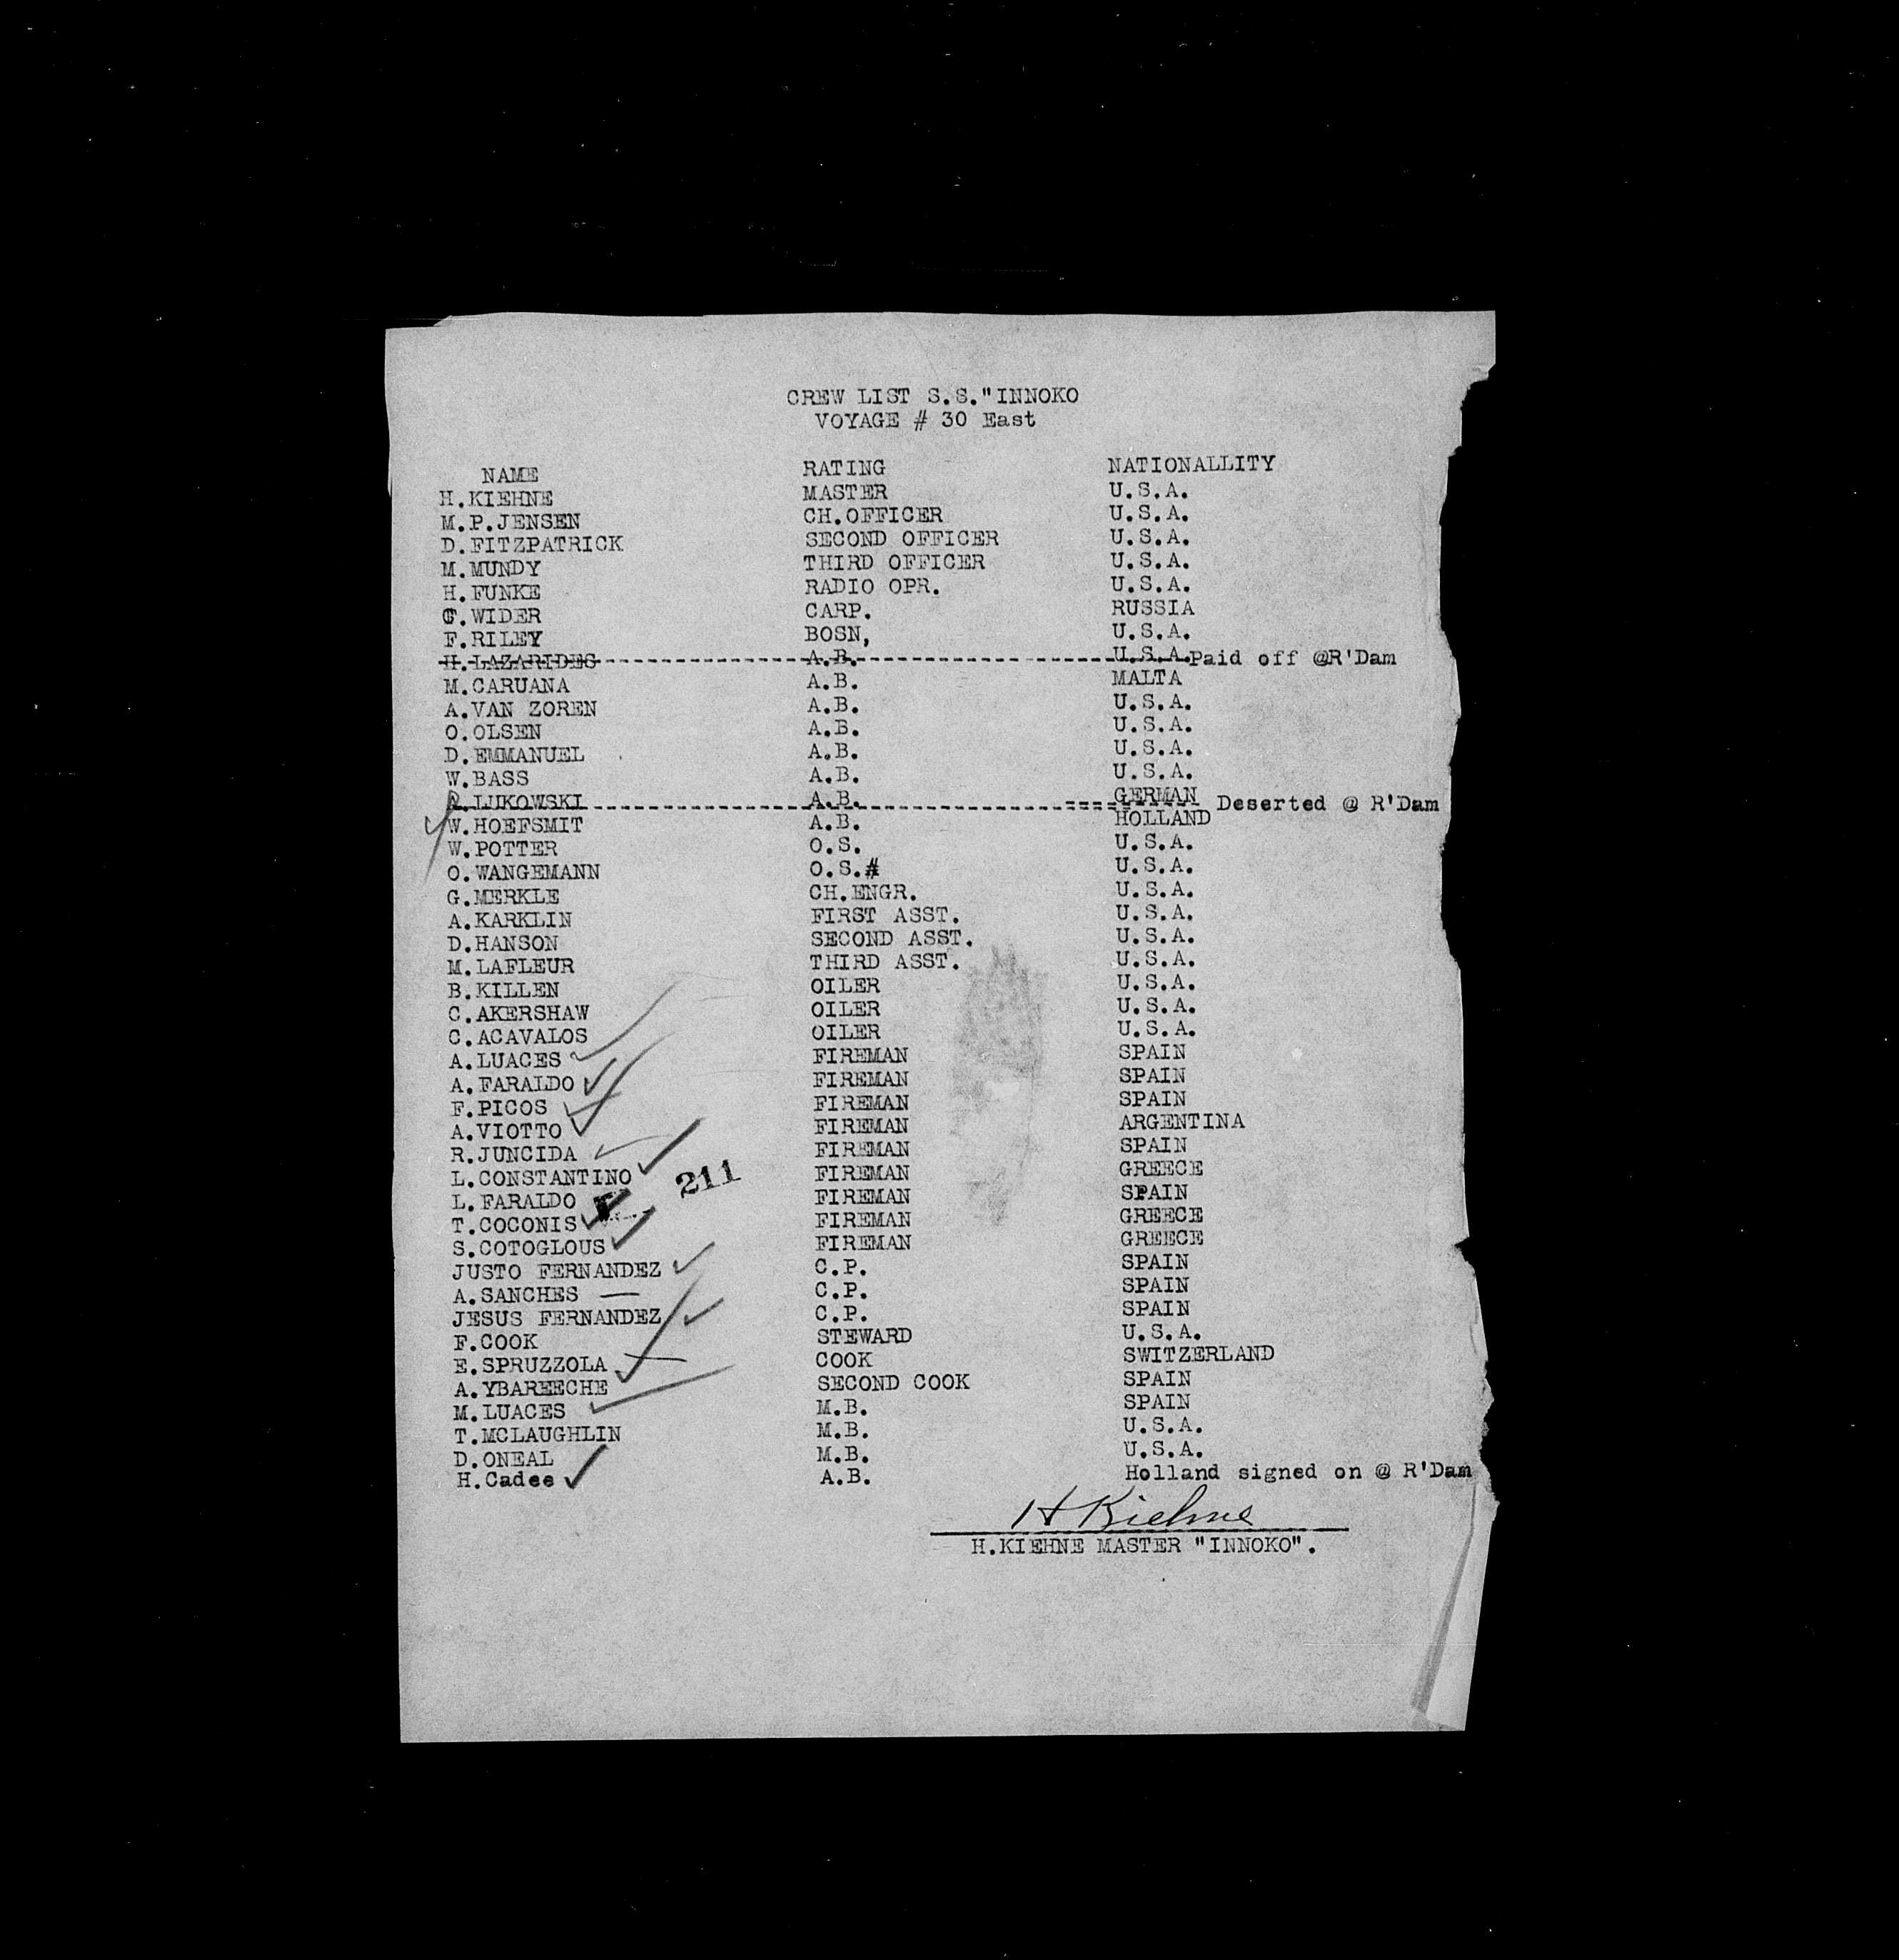 CREW LIST S.S."INNOKO
VOYAGE # 30 East
NAME RATING NATIONALLITY
H.KIEHNE MASTER U.S.A.
M.P.JENSEN CH.OFFICER U.S.A.
D.FITZPATRICK SECOND OFFICER U.S.A.
M.MUNDY THIRD OFFICER U.S.A.
H.FUNKE RADIO OPR. U.S.A.
WIDER CARP. RUSSIA
F.RILEY BOSN, U.S.A.
H.LAZARIDES A.B. U.S.A. Paid off @R'Dam
M.CARUANA A.B. MALTA
A.VAN ZOREN A.B. U.S.A.
O.OLSEN A.B. U.S.A.
D.EMMANUEL A.B. U.S.A.
W.BASS A.B. U.S.A.
LUKOWSKI A.B. GERMAN Deserted @ R'Dam
W.HOEFSMIT A.B. HOLLAND
W.POTTER O.S. U.S.A.
O.WANGEMANN O.S.# U.S.A.
G.MERKLE CH.ENGR. U.S.A.
A.KARKLIN FIRST ASST. U.S.A.
D.HANSON SECOND ASST. U.S.A.
M.LAFLEUR THIRD ASST. U.S.A.
B.KILLEN OILER U.S.A.
C.AKERSHAW OILER U.S.A.
C.ACAVALOS OILER U.S.A.
A.LUACES FIREMAN SPAIN
A.FARALDO FIREMAN SPAIN
F.PICOS FIREMAN SPAIN
A.VIOTTO FIREMAN ARGENTINA
R.JUNCIDA FIREMAN SPAIN
L.CONSTANTINO FIREMAN GREECE
211
L.FARALDO FIREMAN SPAIN
T.COCONIS FIREMAN GREECE
S.COTOGLOUS FIREMAN GREECE
JUSTO FERNANDEZ C.P. SPAIN
A.SANCHES C.P. SPAIN
JESUS FERNANDEZ C.P. SPAIN
F.COOK STEWARD U.S.A.
E.SPRUZZOLA COOK SWITZERLAND
A.YBAREECHE SECOND COOK SPAIN
M.LUACES M.B. SPAIN
T.MCLAUGHLIN M.B. U.S.A.
D.ONEAL M.B. U.S.A.
H.Cadee A.B. Holland signed on @ R'Dam
H Kiehne
H.KIEHNE MASTER "INNOKO".